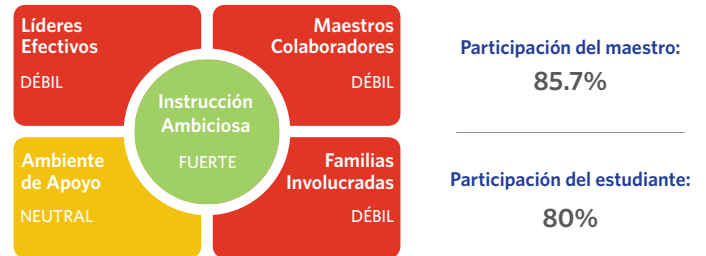 Líderes
Efectivos
DÉBIL
Maestros
Colaboradores
DÉBIL
Instrucción
Ambiciosa
FUERTE
Ambiente
de Apoyo
NEUTRAL
Familias
Involucradas
DÉBIL
Participación del maestro:
85.7%
Participación del estudiante:
80%